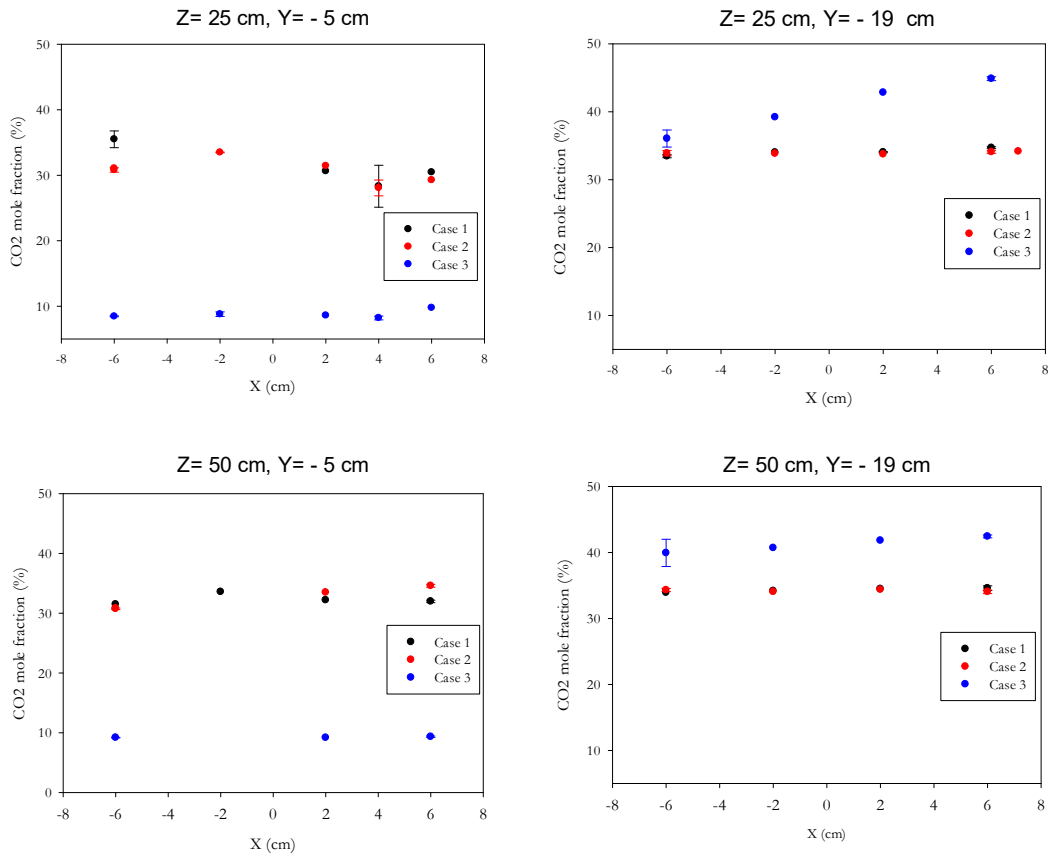 Z= 25 cm, Y= - 5 cm
50
40
30
20
10
-8 -6 -4 -2 0 2 4 6 8
X (cm)
CO2 mole fraction (%)
Case 1
Case 2
Case 3
Z= 25 cm, Y= - 19 cm
50
40
30
20
10
-8 -6 -4 -2 0 2 4 6 8
X (cm)
CO2 mole fraction (%)
Case 1
Case 2
Case 3
Z= 50 cm, Y= - 5 cm
50
40
30
20
10
0
-8 -6 -4 -2 0 2 4 6 8
X (cm)
CO2 mole fraction (%)
Case 1
Case 2
Case 3
Z= 50 cm, Y= - 19 cm
50
40
30
20
10
-8 -6 -4 -2 0 2 4 6 8
X (cm)
CO2 mole fraction (%)
Case 1
Case 2
Case 3